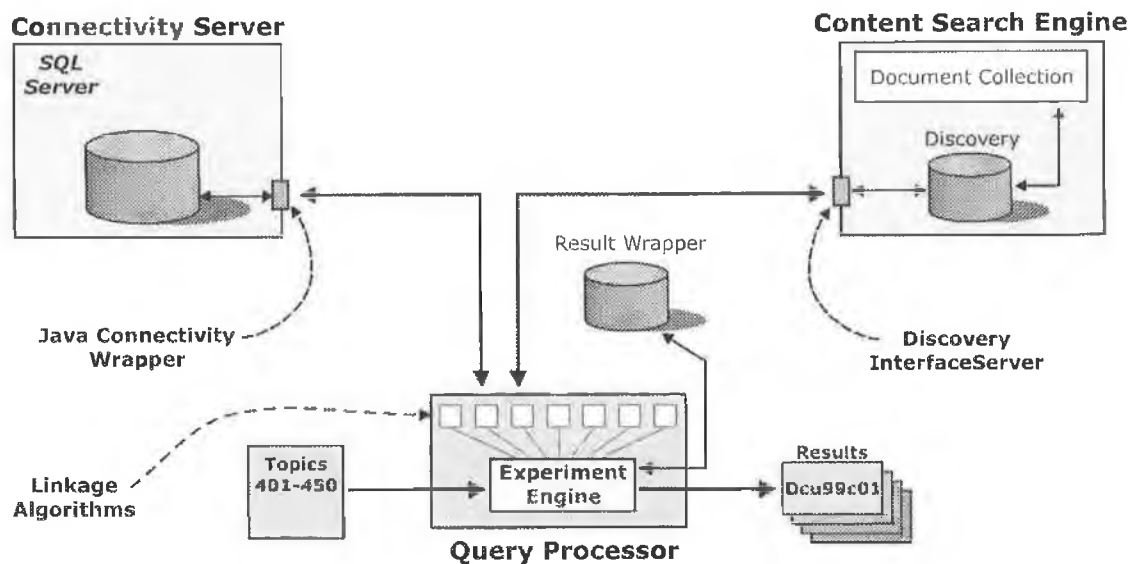 Connectivity Server
Content Search Engine
SQL
Server
Document Collection
Discovery
Result Wrapper
Java Connectivity
Wrapper
Discovery
InterfaceServer
Topics
401-450
Experiment
Engine
Results
Dcu99c01
Linkage
Algorithms
Query Processor